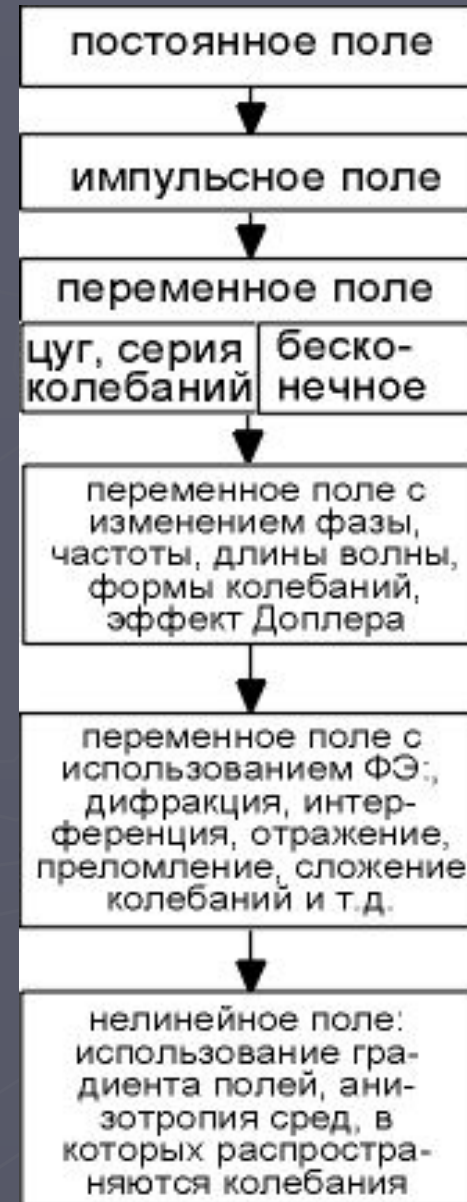 постоянное поле
импульсное поле
переменное поле
цуг, серия
колебаний
беско-
нечное
переменное поле с
изменением фазы,
частоты, длины волны,
формы колебаний,
эффект Доплера
переменное поле с
использованием ФЭ:,
дифракция, интер-
ференция, отражение,
преломление, сложение
колебаний и т.д.
нелинейное поле:
использование гра-
диента полей, ани-
зотропия сред, в
которых распростра-
няются колебания